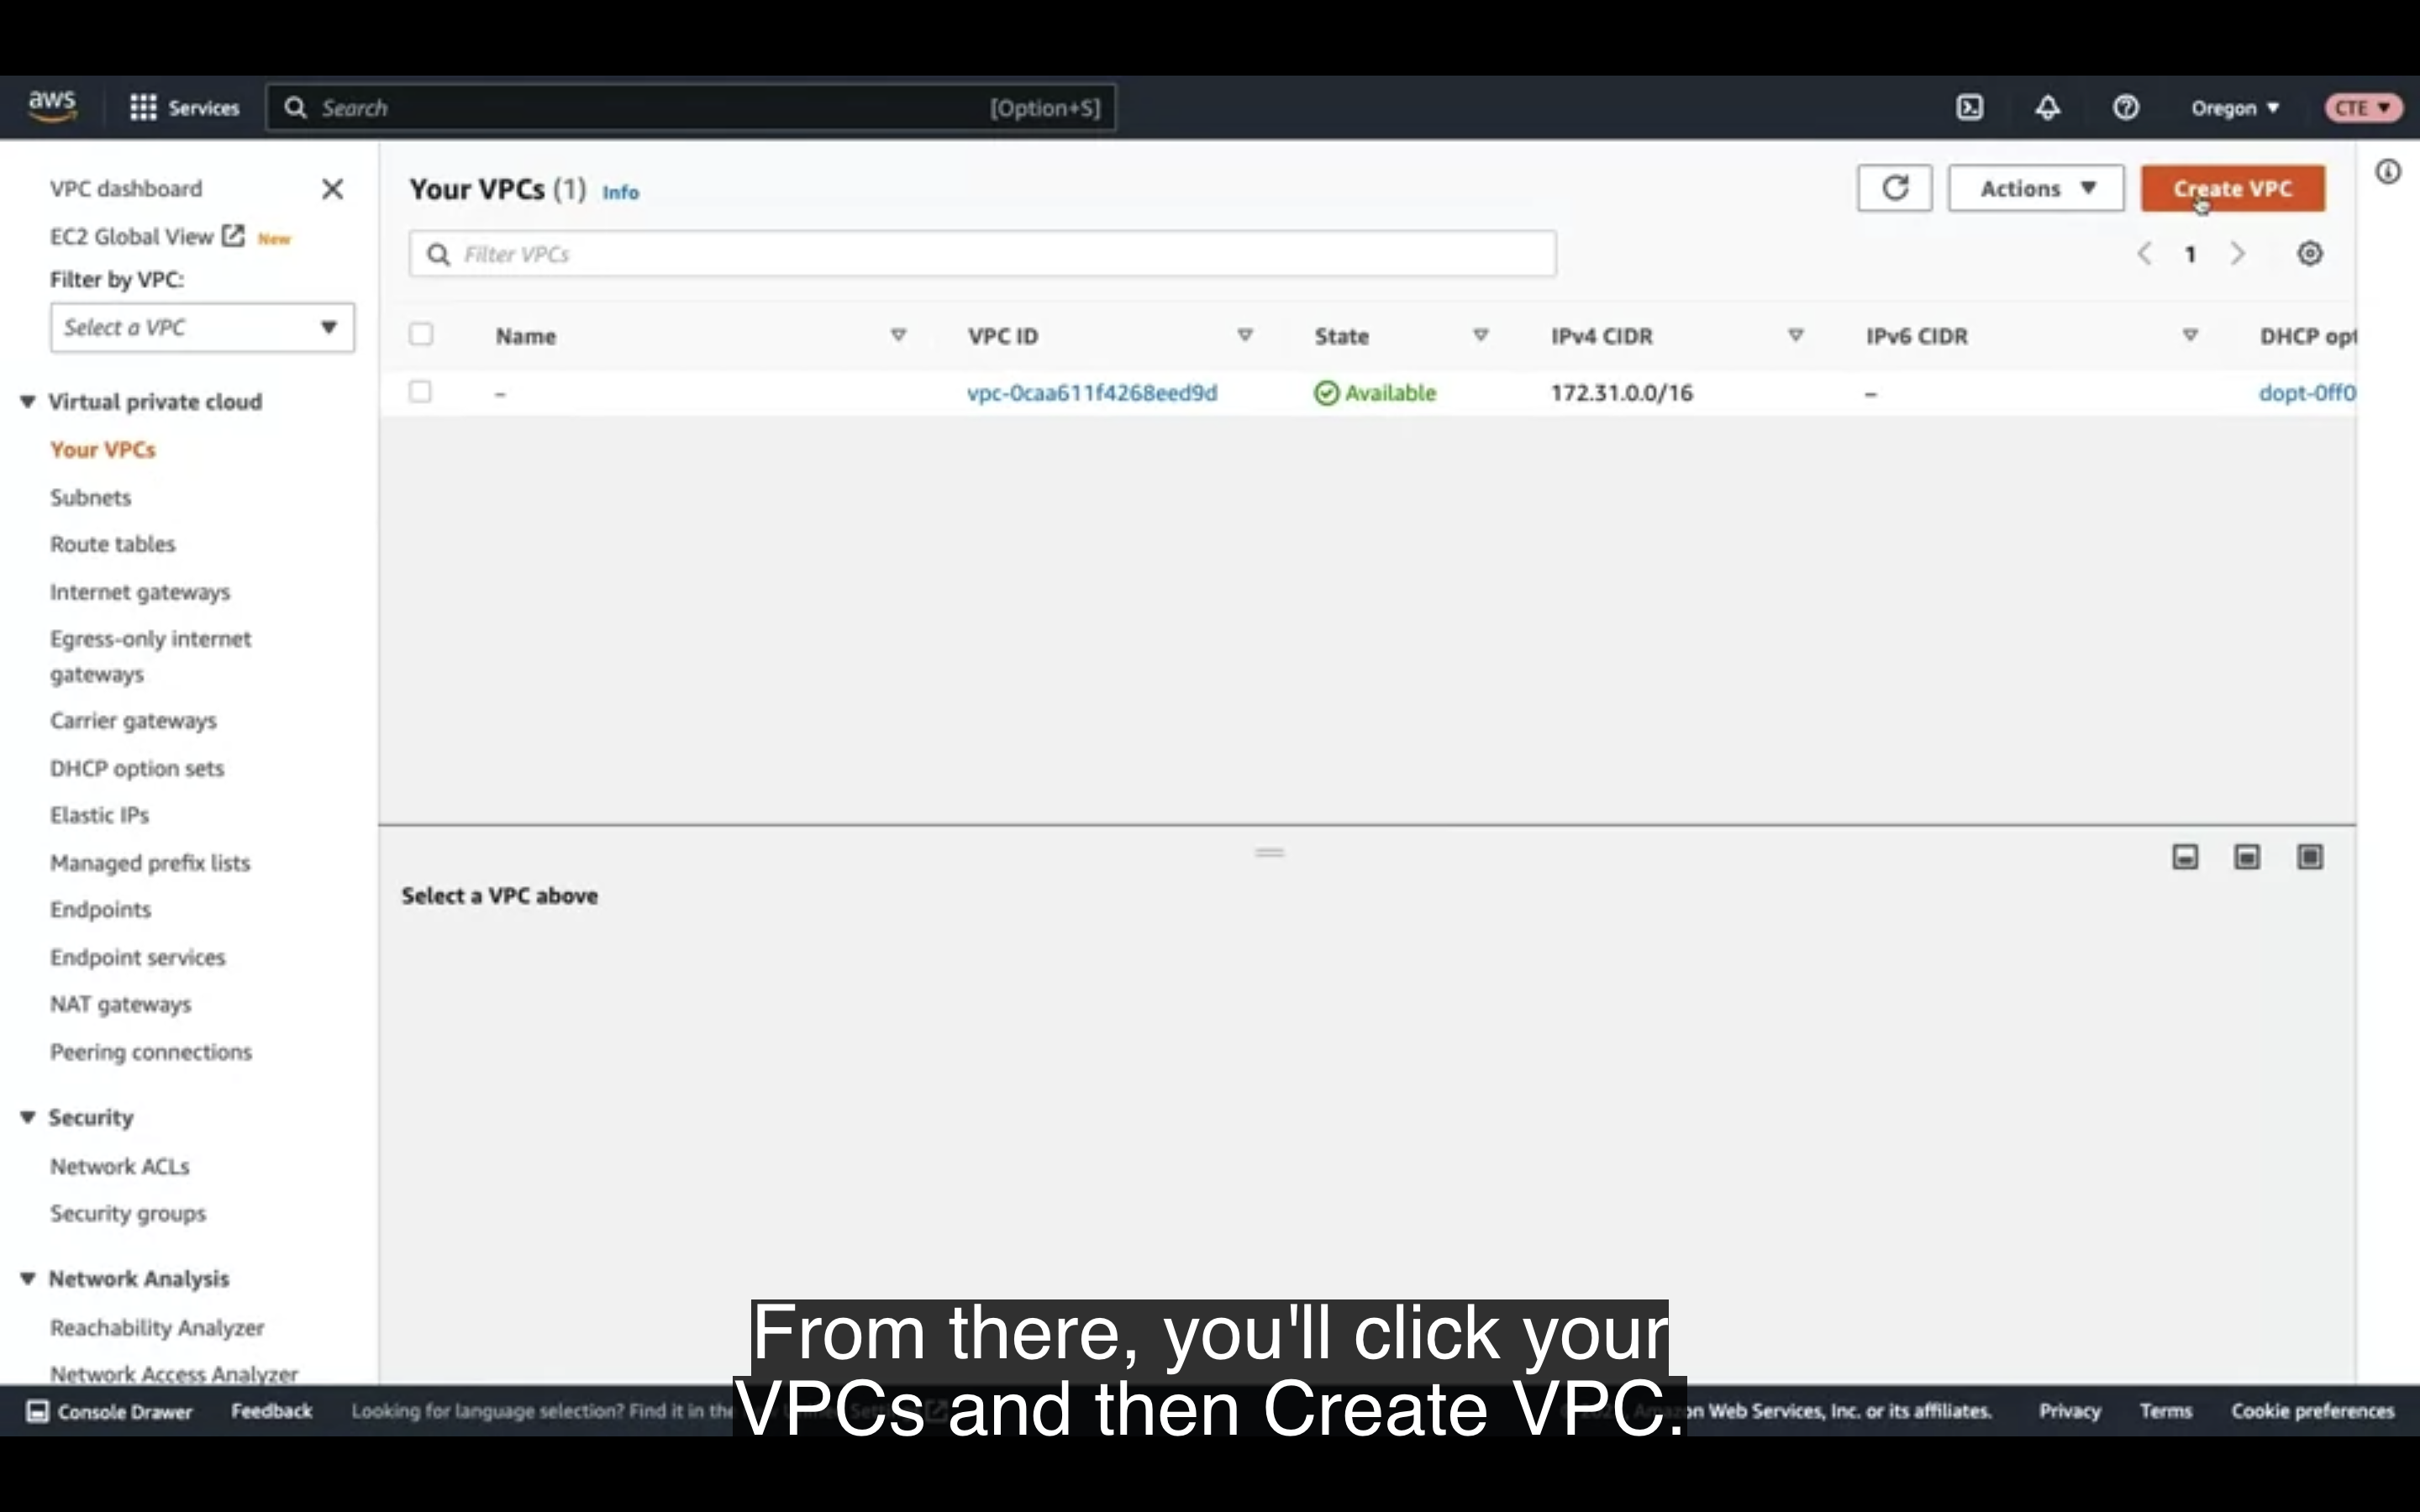 aws
Services
Search
[Option+S]
Oregon
CTE
VPC dashboard
EC2 Global View New
Filter by VPC:
Select a VPC
Virtual private cloud
Your VPCs
Subnets
Route tables
Internet gateways
Egress-only internet
gateways
Carrier gateways
DHCP option sets
Elastic IPs
Managed prefix lists
Endpoints
Endpoint services
NAT gateways
Peering connections
Security
Network ACLs
Security groups
Network Analysis
Reachability Analyzer
Network Access Analyzer
Your VPCs (1) Info
Actions
Create VPC
Filter VPCs
1
Name VPC ID State IPv4 CIDR IPv6 CIDR DHCP opt
– vpc-0caa611f4268eed9d Available 172.31.0.0/16 – dopt-0ff0
Select a VPC above
From there, you'll click your
VPCs and then Create VPC.
Console Drawer Feedback Looking for language selection? Find it in the on Web Services, Inc. or its affiliates. Privacy Terms Cookie preferences